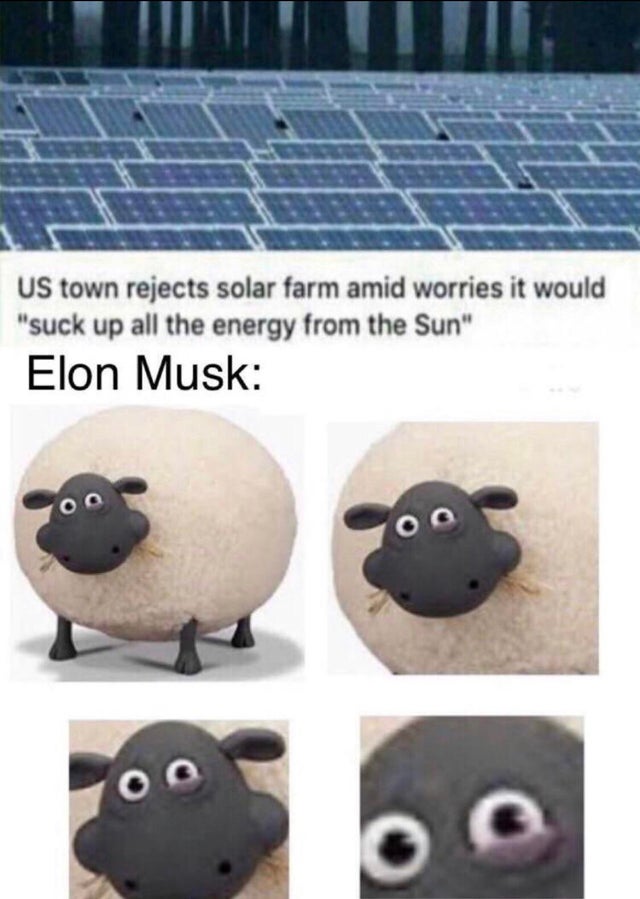 US town rejects solar farm amid worries it would
"suck up all the energy from the Sun"
Elon Musk: